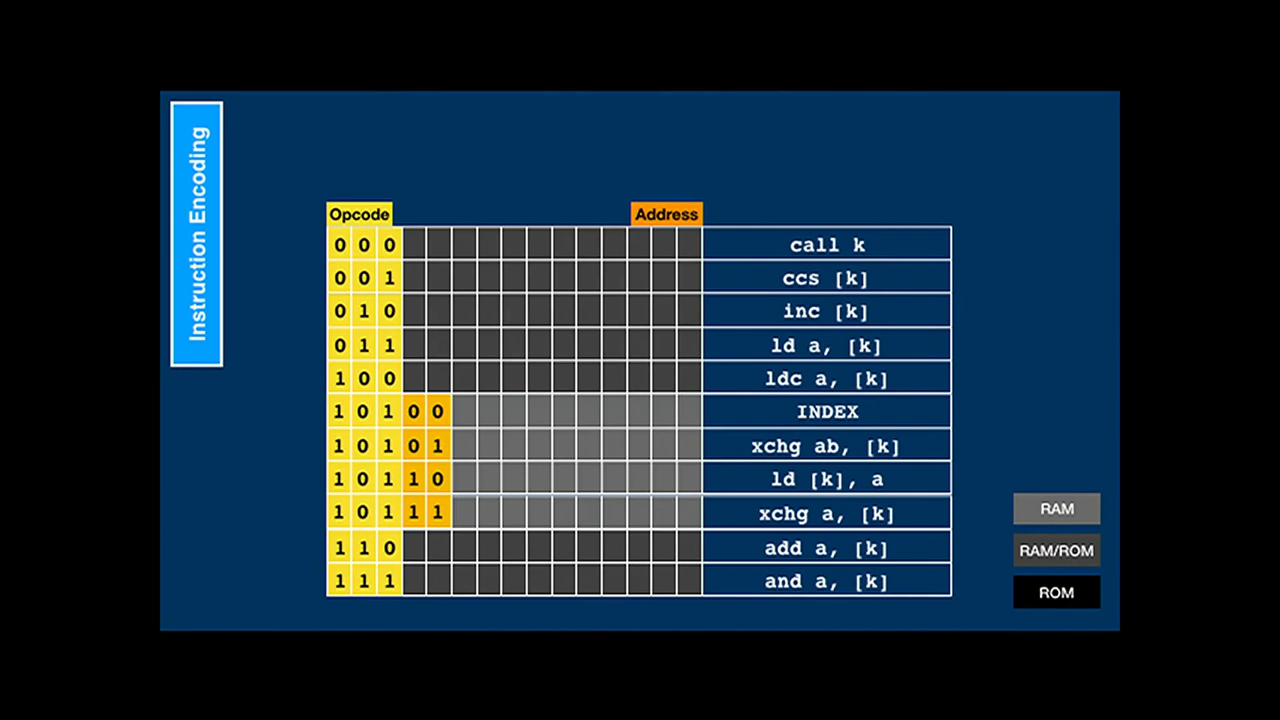 Instruction Encoding
Opcode Address
0 0 0 call k
0 0 1 ccs [k]
0 1 0 inc [k]
0 1 1 ld a, [k]
1 0 0 ldc a, [k]
1 0 1 0 0 INDEX
1 0 1 0 1 xchg ab, [k]
1 0 1 1 0 ld [k], a
1 0 1 1 1 xchg a, [k]
1 1 0 add a, [k]
1 1 1 and a, [k]
RAM
RAM/ROM
ROM